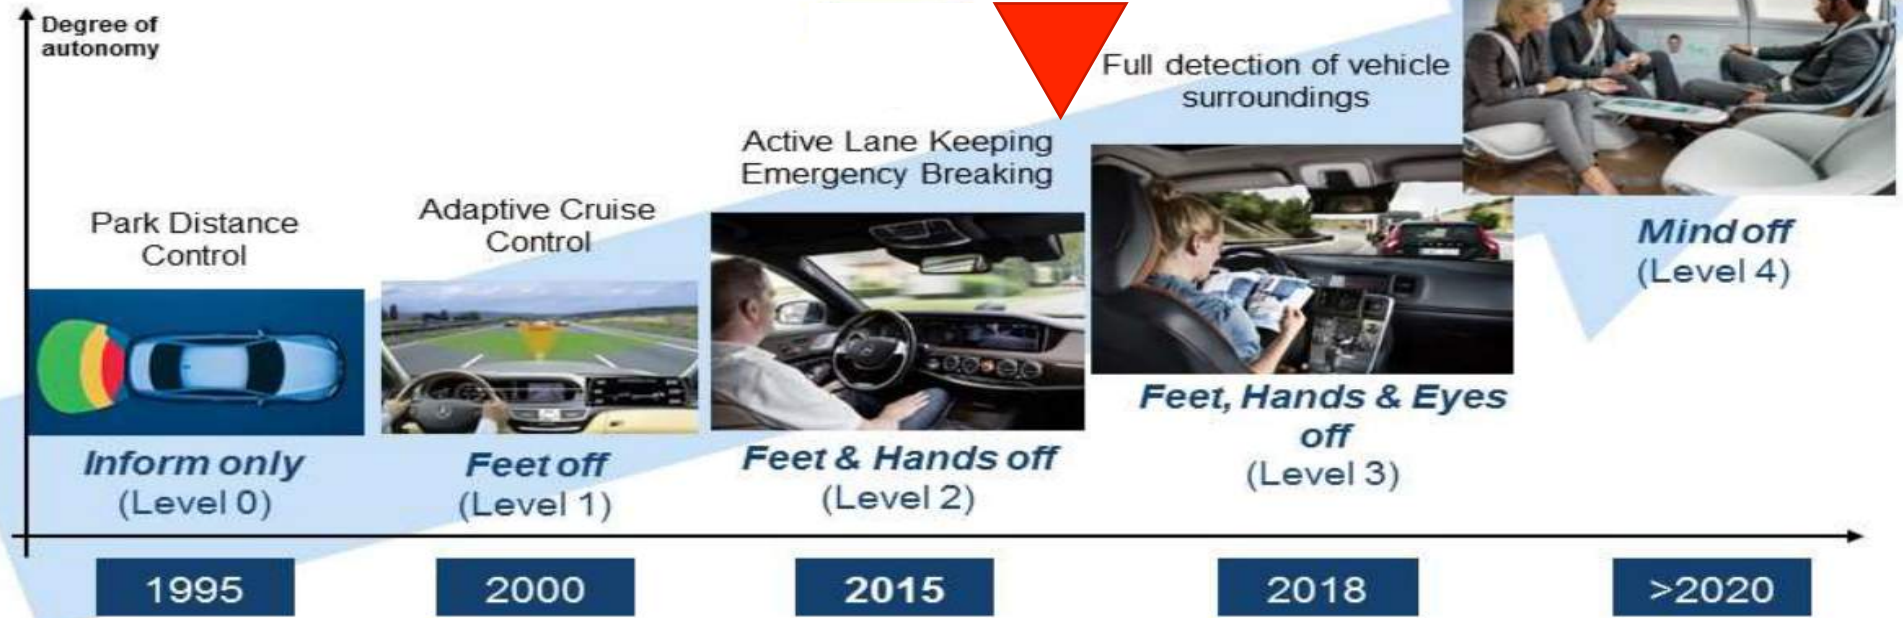 Degree of
autonomy
Full detection of vehicle
surroundings
Active Lane Keeping
Emergency Breaking
Adaptive Cruise
Control
Park Distance
Control
Mind off
(Level 4)
Feet, Hands & Eyes
off
(Level 3)
Feet & Hands off
(Level 2)
Feet off
(Level 1)
Inform only
(Level 0)
1995
2000
2015
2018
>2020